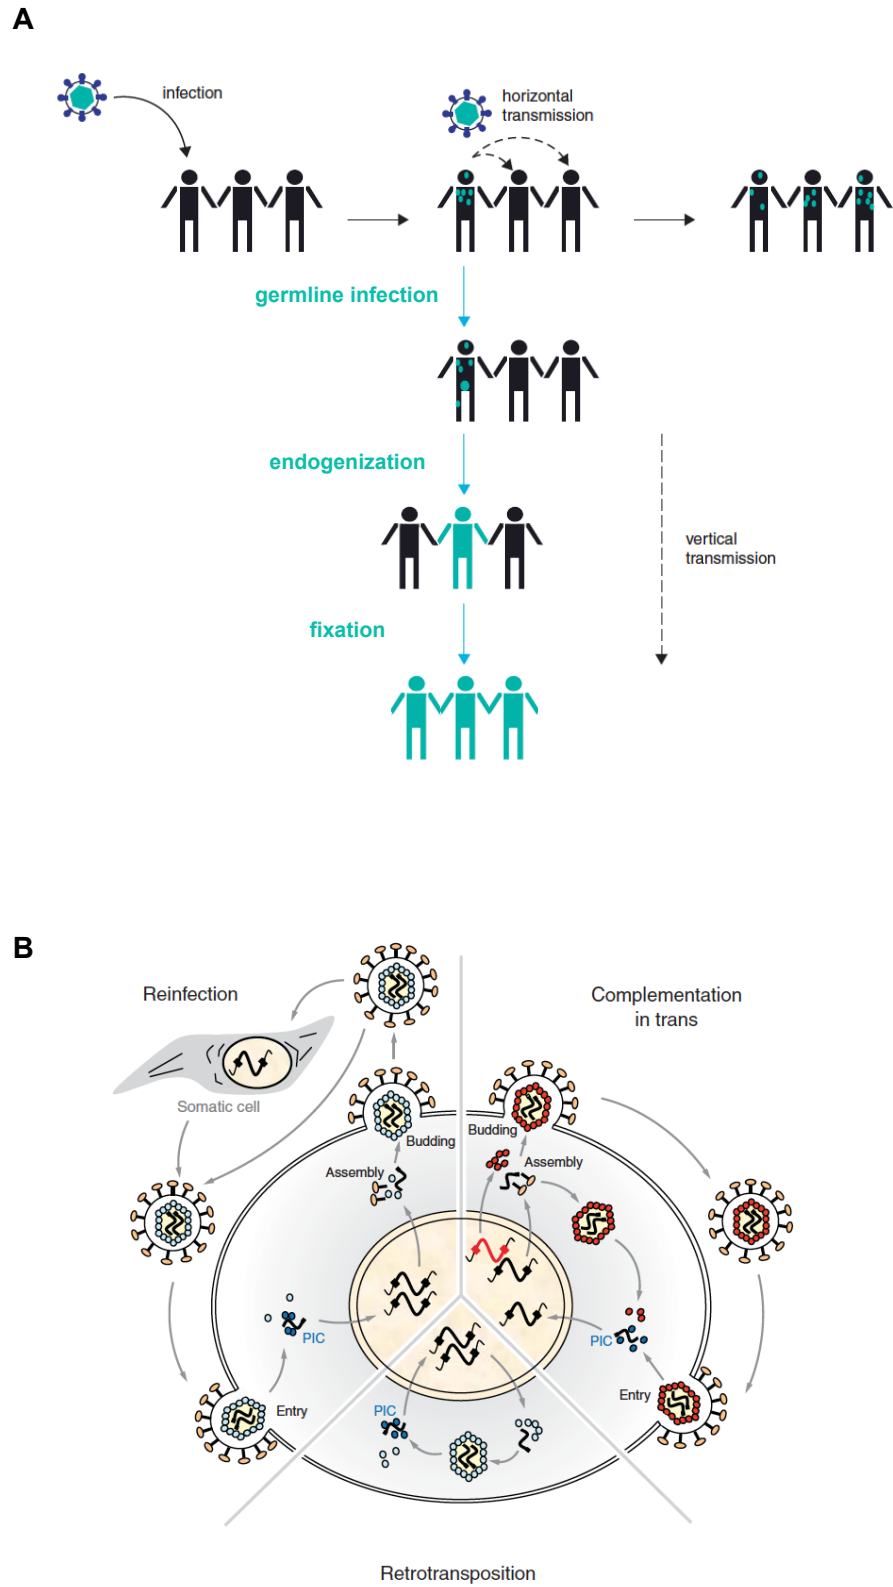 A
infection
horizontal
transmission
germline infection
endogenization
vertical
transmission
fixation
B
Reinfection
Complementation
in trans
Somatic cell
Budding
Budding
Assembly
Assembly
PIC
PIC
Entry
Entry
PIC
Retrotransposition